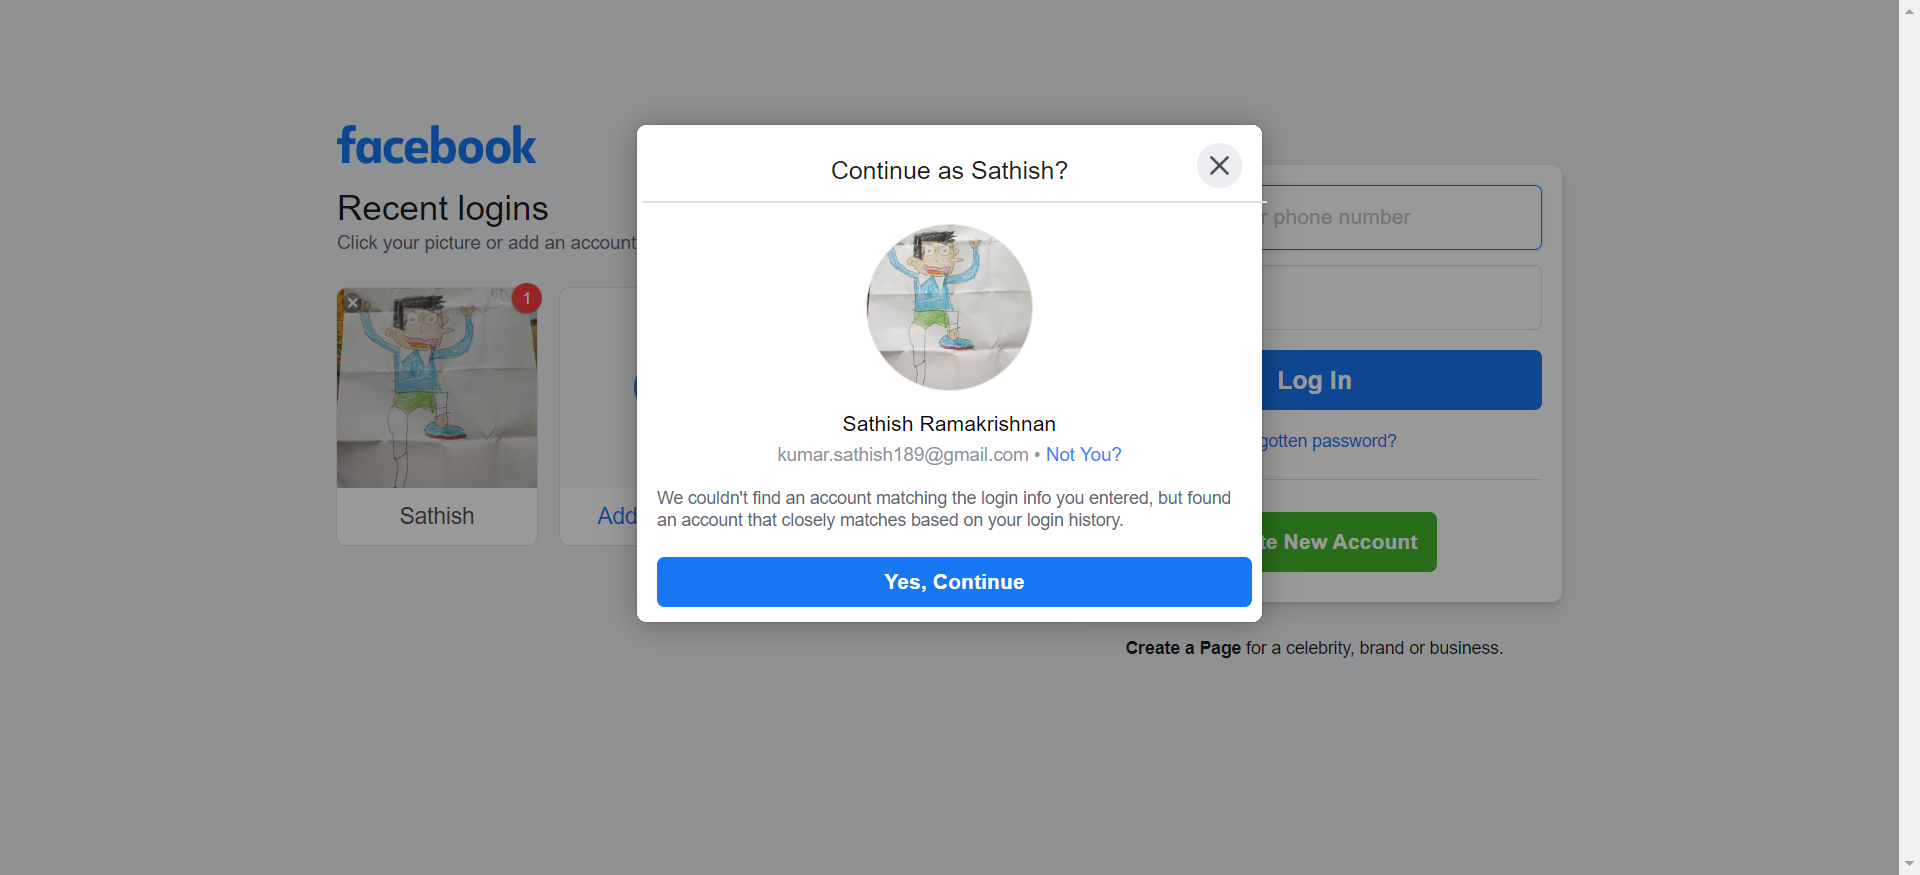 facebook
Recent logins
Click your picture or add an account
1
Sathish
Add
Continue as Sathish?
Sathish Ramakrishnan
kumar.sathish189@gmail.com • Not You?
We couldn't find an account matching the login info you entered, but found
an account that closely matches based on your login history.
Yes, Continue
phone number
Log In
gotten password?
te New Account
Create a Page for a celebrity, brand or business.